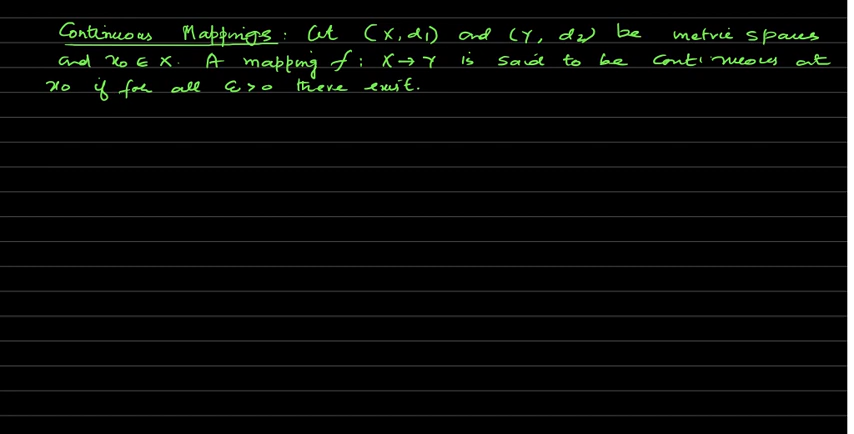 Continuous Mappings : Let (X, d1) and (Y, d2) be metric spaces
and x0 ∈ X. A mapping f : X → Y is said to be continuous at
x0 if for all ε > 0 there exist.